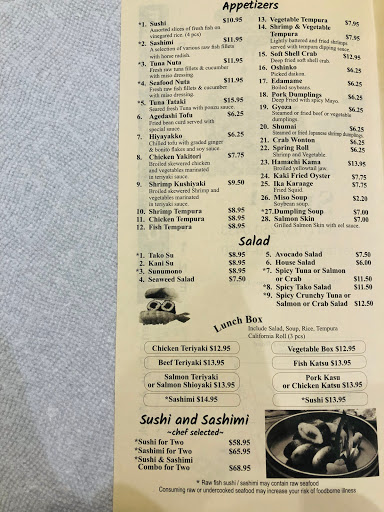 Appetizers
*1. Sushi $10.95
Assorted slices of fresh fish on
vinegared rice. (4 pcs)
*2. Sashimi $11.95
A selection of various raw fish fillets
with horse radish.
*3. Tuna Nuta $11.95
Fresh raw tuna fillets & cucumber
with miso dressing
*4. Seafood Nuta $11.95
Fresh raw fish fillets & cucumber
with miso dressing.
*5. Tuna Tataki $15.95
Seared fresh Tuna with ponzu sauce.
6. Agedashi Tofu $6.25
Fried bean curd served with
special sauce.
7. Hiyayakko $6.25
Chilled tofu with grated ginger
& bonito flakes and soy sauce
8. Chicken Yakitori $7.75
Broiled skewered chicken
and vegetables marinated
in teriyaki sauce.
9. Shrimp Kushiyaki $9.50
Broiled skewered Shrimp and
vegetables marinated
in teriyaki sauce.
10. Shrimp Tempura $8.95
11. Chicken Tempura $8.95
12. Fish Tempura $8.95
13. Vegetable Tempura $7.95
14. Shrimp & Vegetable
Tempura $7.95
Lightly battered and fried shrimps
served with tempura dipping sauce.
15. Soft Shell Crab $12.95
Deep fried soft shell crab.
16. Oshinko $6.25
Picked daikon.
17. Edamame $6.25
Boiled soybeans.
18. Pork Dumplings $6.25
Deep Fried with spicy Mayo.
19. Gyoza $6.25
Steamed or fried beef or vegetable
dumplings.
20. Shumai $6.25
Steamed or fried Japanese shrimp dumplings.
21. Crab Wonton $6.25
22. Spring Roll $6.25
Shrimp and Vegetable.
23. Hamachi Kama $13.95
Broiled yellowtail jaw.
24. Kaki Fried Oyster $7.75
25. Ika Karaage $7.75
Fried Squid.
26. Miso Soup $2.20
Soybean soup.
*27.Dumpling Soup $7.00
28. Salmon Skin $7.00
Grilled Salmon Skin with eel sauce.
Salad
*1. Tako Su $8.95
*2. Kani Su $8.95
*3. Sunumono $8.95
4. Seaweed Salad $7.50
5. Avocado Salad $7.50
6. House Salad $6.00
*7. Spicy Tuna or Salmon
or Crab $11.50
*8. Spicy Tako Salad $11.50
*9. Spicy Crunchy Tuna or
Salmon or Crab Salad $12.50
Lunch Box
Include Salad, Soup, Rice, Tempura
California Roll (3 pcs)
Chicken Teriyaki $12.95
Vegetable Box $12.95
Beef Teriyaki $13.95
Fish Katsu $13.95
Salmon Teriyaki
or Salmon Shioyaki $13.95
Pork Kasu
or Chicken Katsu $13.95
*Sashimi $14.95
*Sushi $13.95
Sushi and Sashimi
~chef selected~
*Sushi for Two $58.95
*Sashimi for Two $65.95
*Sushi & Sashimi
Combo for Two $68.95
* Raw fish sushi / sashimi may contain raw seafood
Consuming raw or undercooked seafood may increase your risk of foodborne illness